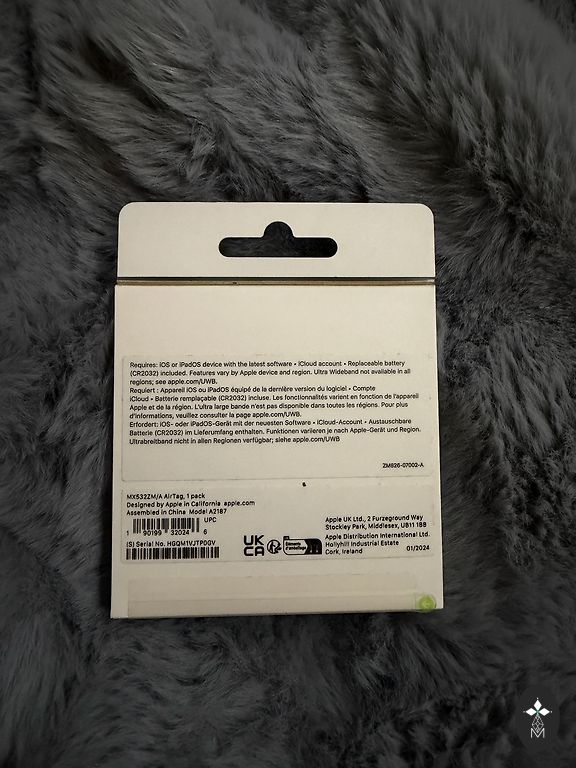 Requires: iOS or iPadOS device with the latest software • iCloud account • Replaceable battery
(CR2032) included. Features vary by Apple device and region. Ultra Wideband not available in all
regions; see apple.com/UWB.
Requiert : Appareil iOS ou iPadOS équipé de la dernière version du logiciel • Compte
iCloud • Batterie remplaçable (CR2032) incluse. Les fonctionnalités varient en fonction de l'appareil
Apple et de la région. L'ultra large bande n'est pas disponible dans toutes les régions. Pour plus
d'informations, veuillez consulter la page apple.com/UWB.
Erfordert: iOS- oder iPadOS-Gerät mit der neuesten Software • iCloud-Account • Austauschbare
Batterie (CR2032) im Lieferumfang enthalten. Funktionen variieren je nach Apple-Gerät und Region.
Ultrabreitband nicht in allen Regionen verfügbar; siehe apple.com/UWB
ZM826-07002-A
MX532ZM/A AirTag, 1 pack
Designed by Apple in California apple.com
Assembled in China Model A2187
UPC
1 90199 32024 6
(S) Serial No. HGQM1VJTP0GV
UK
CA
Éléments
d'emballage
Apple UK Ltd., 2 Furzeground Way
Stockley Park, Middlesex, UB11 1BB
Apple Distribution International Ltd.
Hollyhill Industrial Estate
Cork, Ireland 01/2024
M